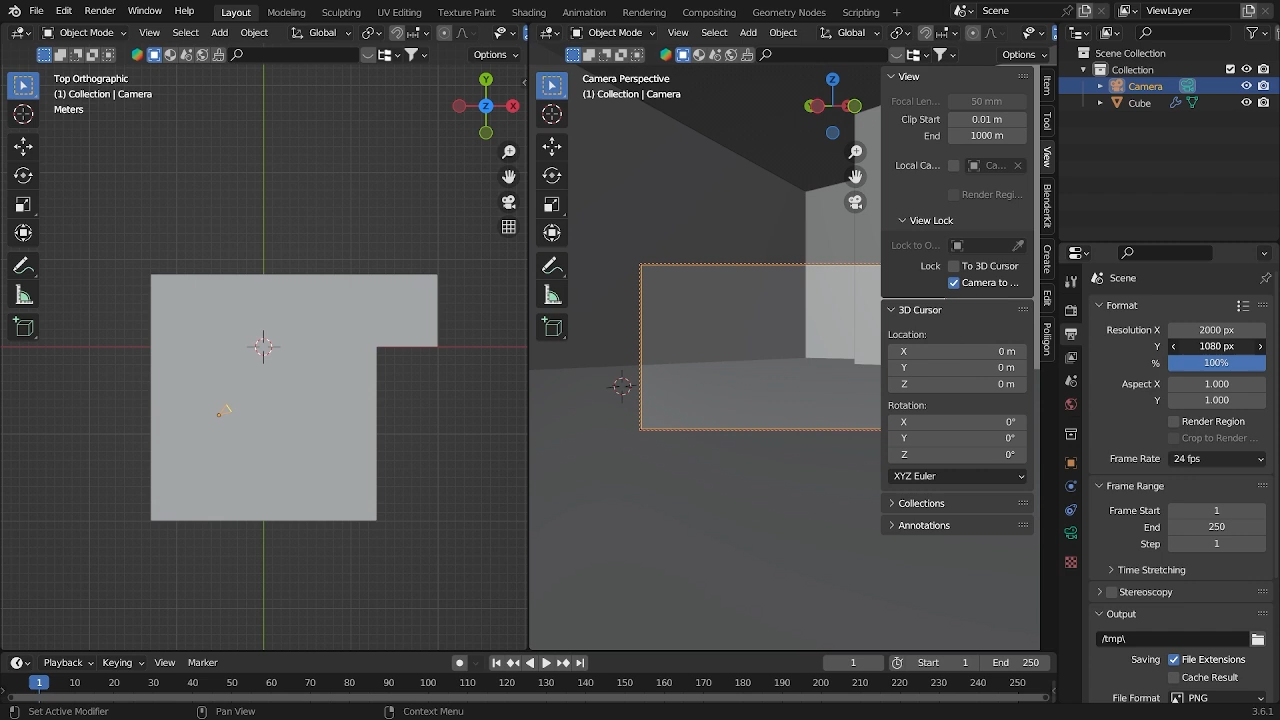 File Edit Render Window Help
Layout Modeling Sculpting UV Editing Texture Paint Shading Animation Rendering Compositing Geometry Nodes Scripting +
Scene
ViewLayer
Object Mode View Select Add Object Global
Options
Top Orthographic
(1) Collection | Camera
Meters
Y
Z
X
Object Mode View Select Add Object Global
Options
Camera Perspective
(1) Collection | Camera
Z
View
Focal Len... 50 mm
Clip Start 0.01 m
End 1000 m
Local Ca... Ca...
Render Regi...
View Lock
Lock to O...
Lock To 3D Cursor
Camera to ...
3D Cursor
Location:
X 0 m
Y 0 m
Z 0 m
Rotation:
X 0°
Y 0°
Z 0°
XYZ Euler
Collections
Annotations
Item
Tool
View
BlenderKit
Create
Edit
Poliigon
Scene Collection
Collection
Camera
Cube
Scene
Format
Resolution X 2000 px
Y 1080 px
% 100%
Aspect X 1.000
Y 1.000
Render Region
Crop to Render ...
Frame Rate 24 fps
Frame Range
Frame Start 1
End 250
Step 1
Time Stretching
Stereoscopy
Output
/tmp\
Saving File Extensions
Cache Result
File Format PNG
Playback Keying View Marker
1 Start 1 End 250
1 10 20 30 40 50 60 70 80 90 100 110 120 130 140 150 160 170 180 190 200 210 220 230 240 250
Set Active Modifier Pan View Context Menu
3.6.1